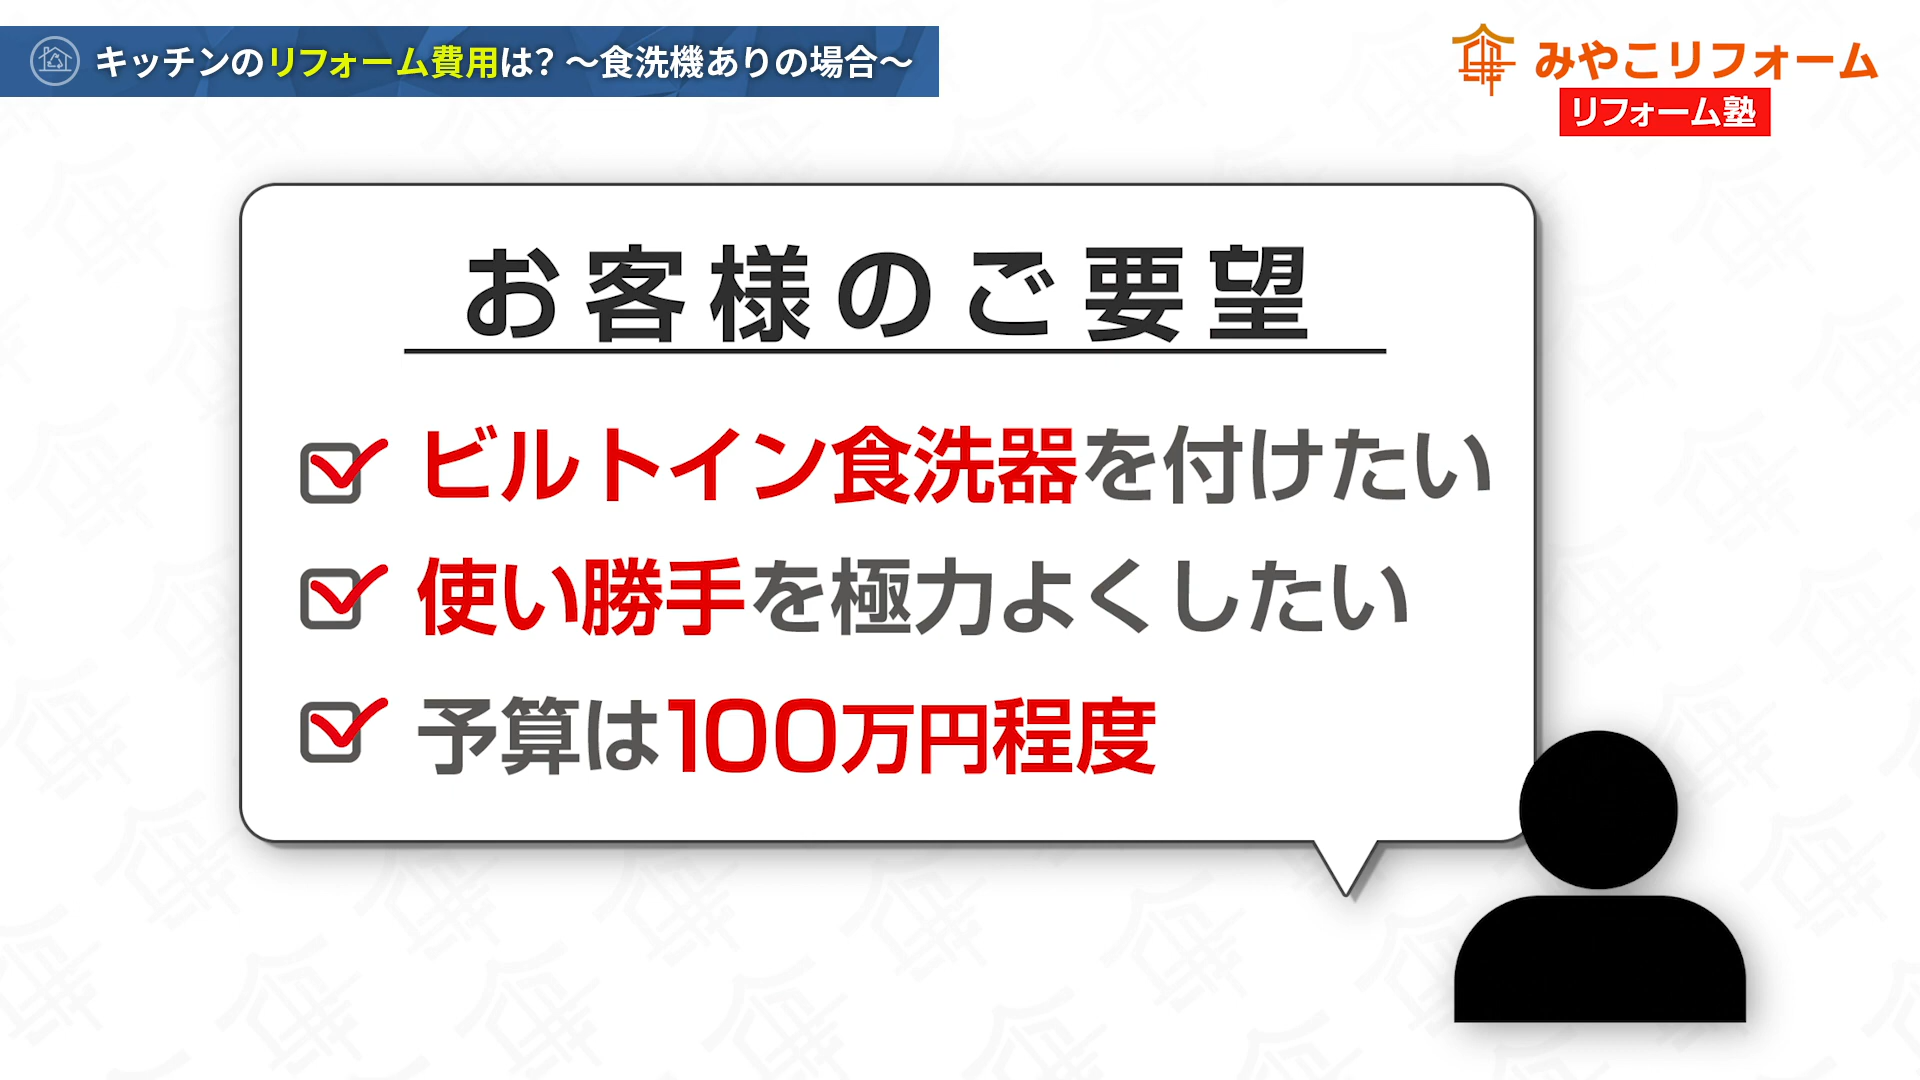 キッチンのリフォーム費用は？～食洗機ありの場合～
みやこリフォーム
リフォーム塾
お客様のご要望
ビルトイン食洗器を付けたい
使い勝手を極力よくしたい
予算は100万円程度